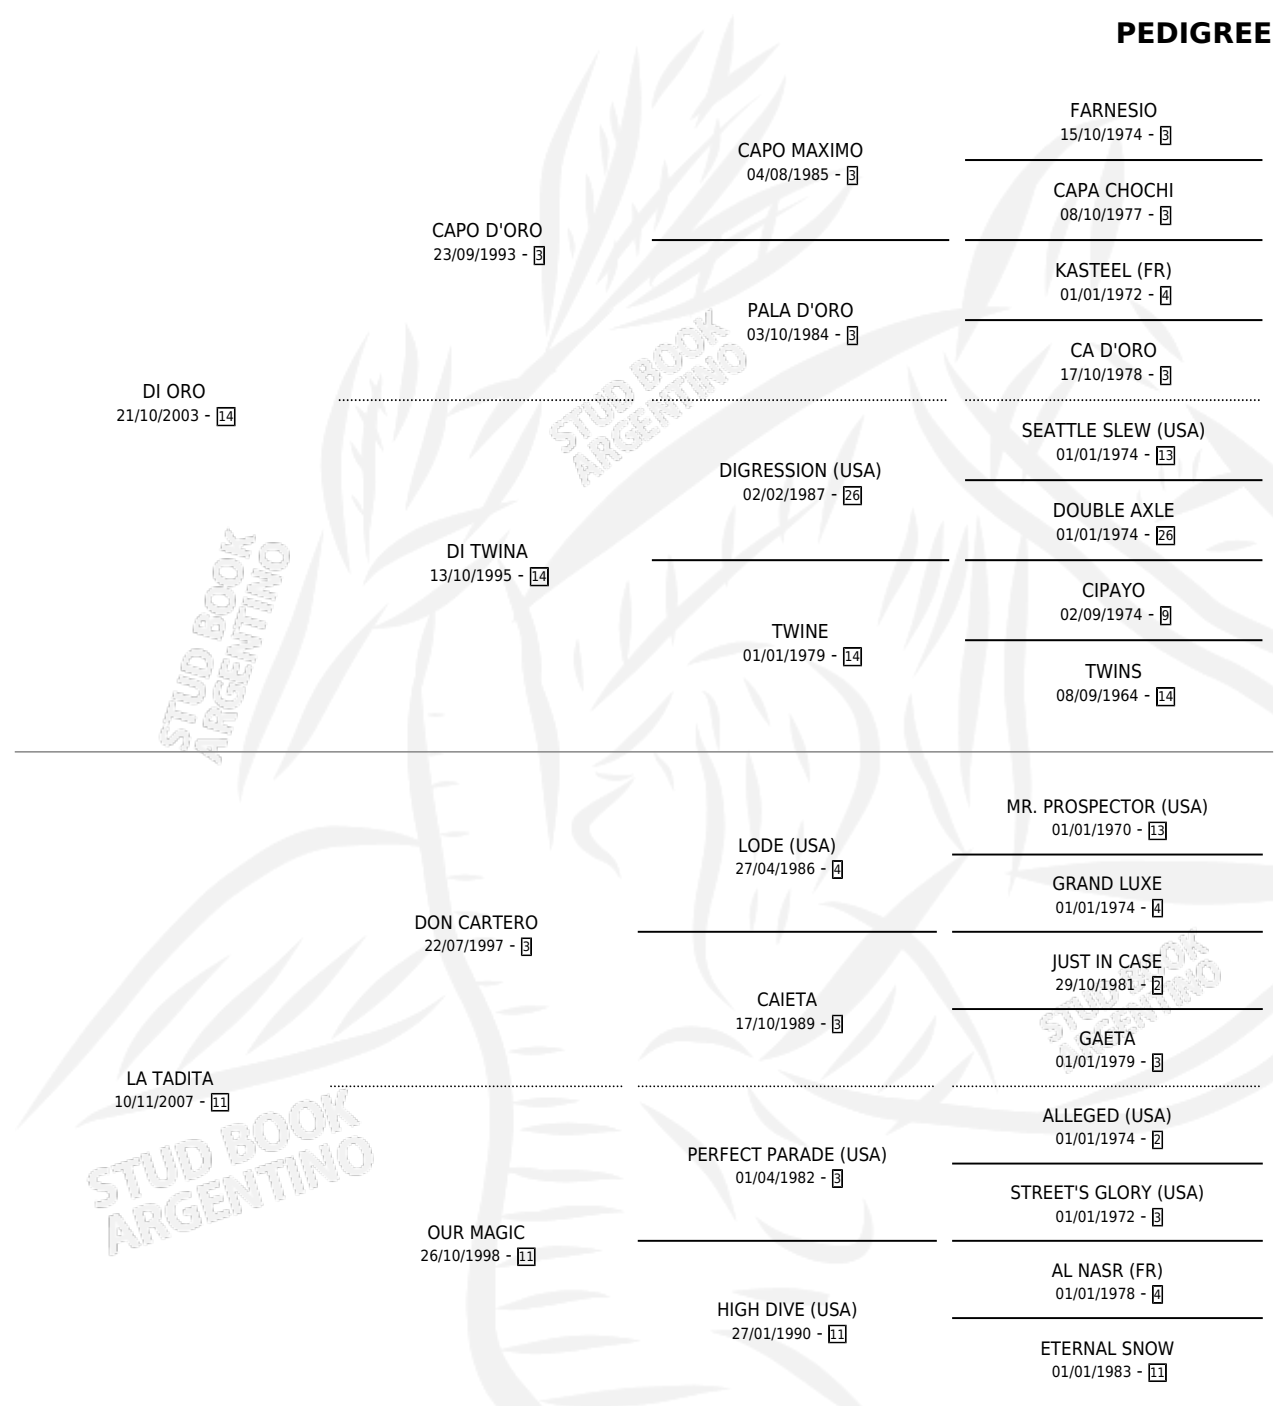 PEDIGREE
FARNESIO
15/10/1974 - 3
CAPO MAXIMO
04/08/1985 - 3
CAPA CHOCHI
08/10/1977 - 3
CAPO D'ORO
23/09/1993 - 3
KASTEEL (FR)
01/01/1972 - 4
PALA D'ORO
03/10/1984 - 3
CA D'ORO
17/10/1978 - 3
DI ORO
21/10/2003 - 14
SEATTLE SLEW (USA)
01/01/1974 - 13
DIGRESSION (USA)
02/02/1987 - 26
DOUBLE AXLE
01/01/1974 - 26
DI TWINA
13/10/1995 - 14
CIPAYO
02/09/1974 - 9
TWINE
01/01/1979 - 14
TWINS
08/09/1964 - 14
MR. PROSPECTOR (USA)
01/01/1970 - 13
LODE (USA)
27/04/1986 - 4
GRAND LUXE
01/01/1974 - 4
DON CARTERO
22/07/1997 - 3
JUST IN CASE
29/10/1981 - 2
CAIETA
17/10/1989 - 3
GAETA
01/01/1979 - 3
LA TADITA
10/11/2007 - 11
ALLEGED (USA)
01/01/1974 - 2
PERFECT PARADE (USA)
01/04/1982 - 3
STREET'S GLORY (USA)
01/01/1972 - 3
OUR MAGIC
26/10/1998 - 11
AL NASR (FR)
01/01/1978 - 4
HIGH DIVE (USA)
27/01/1990 - 11
ETERNAL SNOW
01/01/1983 - 11
STUD BOOK
ARGENTINO
STUD BOOK
ARGENTINO
STUD BOOK
ARGENTINO
STUD BOOK
ARGENTINO